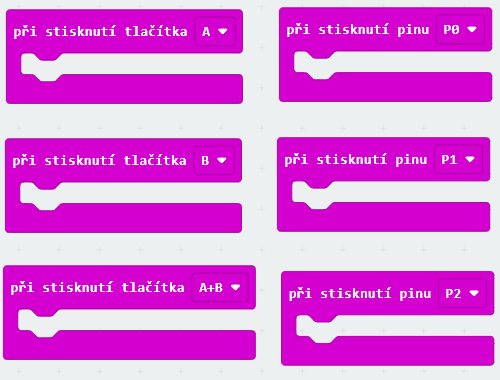 při stisknutí tlačítka A
při stisknutí pinu P0
při stisknutí tlačítka B
při stisknutí pinu P1
při stisknutí tlačítka A+B
při stisknutí pinu P2